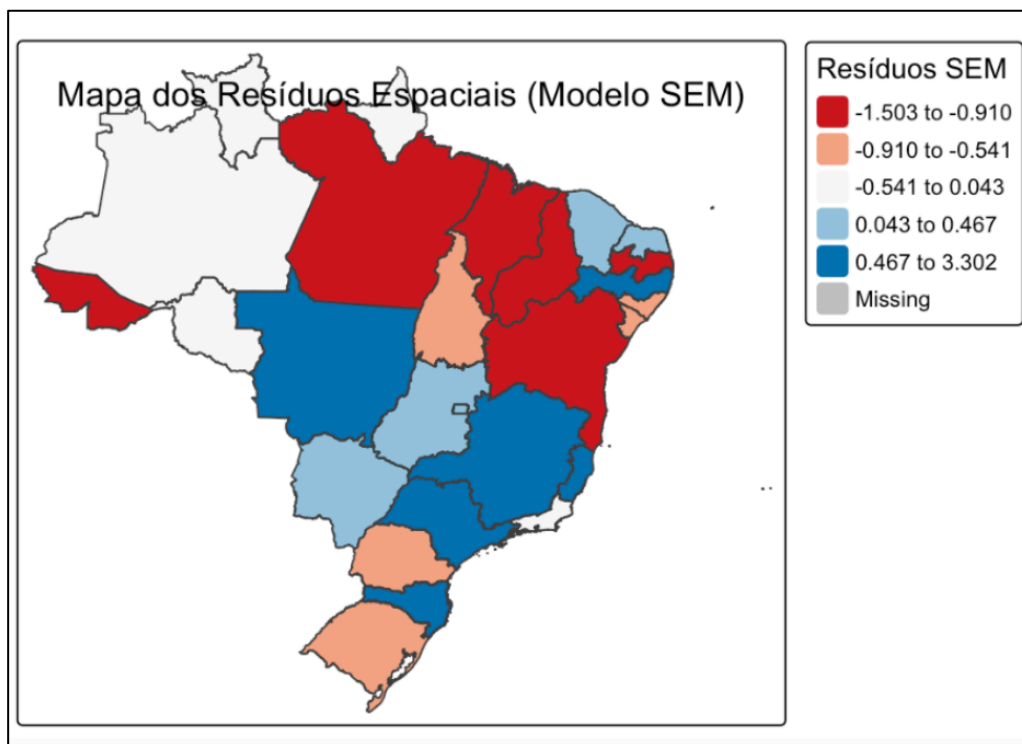 Mapa dos Resíduos Espaciais (Modelo SEM)
Resíduos SEM
-1.503 to -0.910
-0.910 to -0.541
-0.541 to 0.043
0.043 to 0.467
0.467 to 3.302
Missing